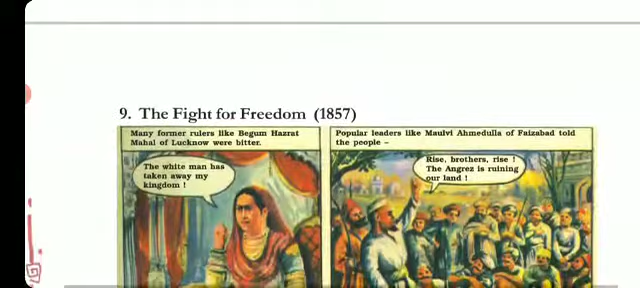 9. The Fight for Freedom (1857)
Many former rulers like Begum Hazrat
Mahal of Lucknow were bitter.
The white man has
taken away my
kingdom !
Popular leaders like Maulvi Ahmedulla of Faizabad told
the people –
Rise, brothers, rise !
The Angrez is ruining
our land !